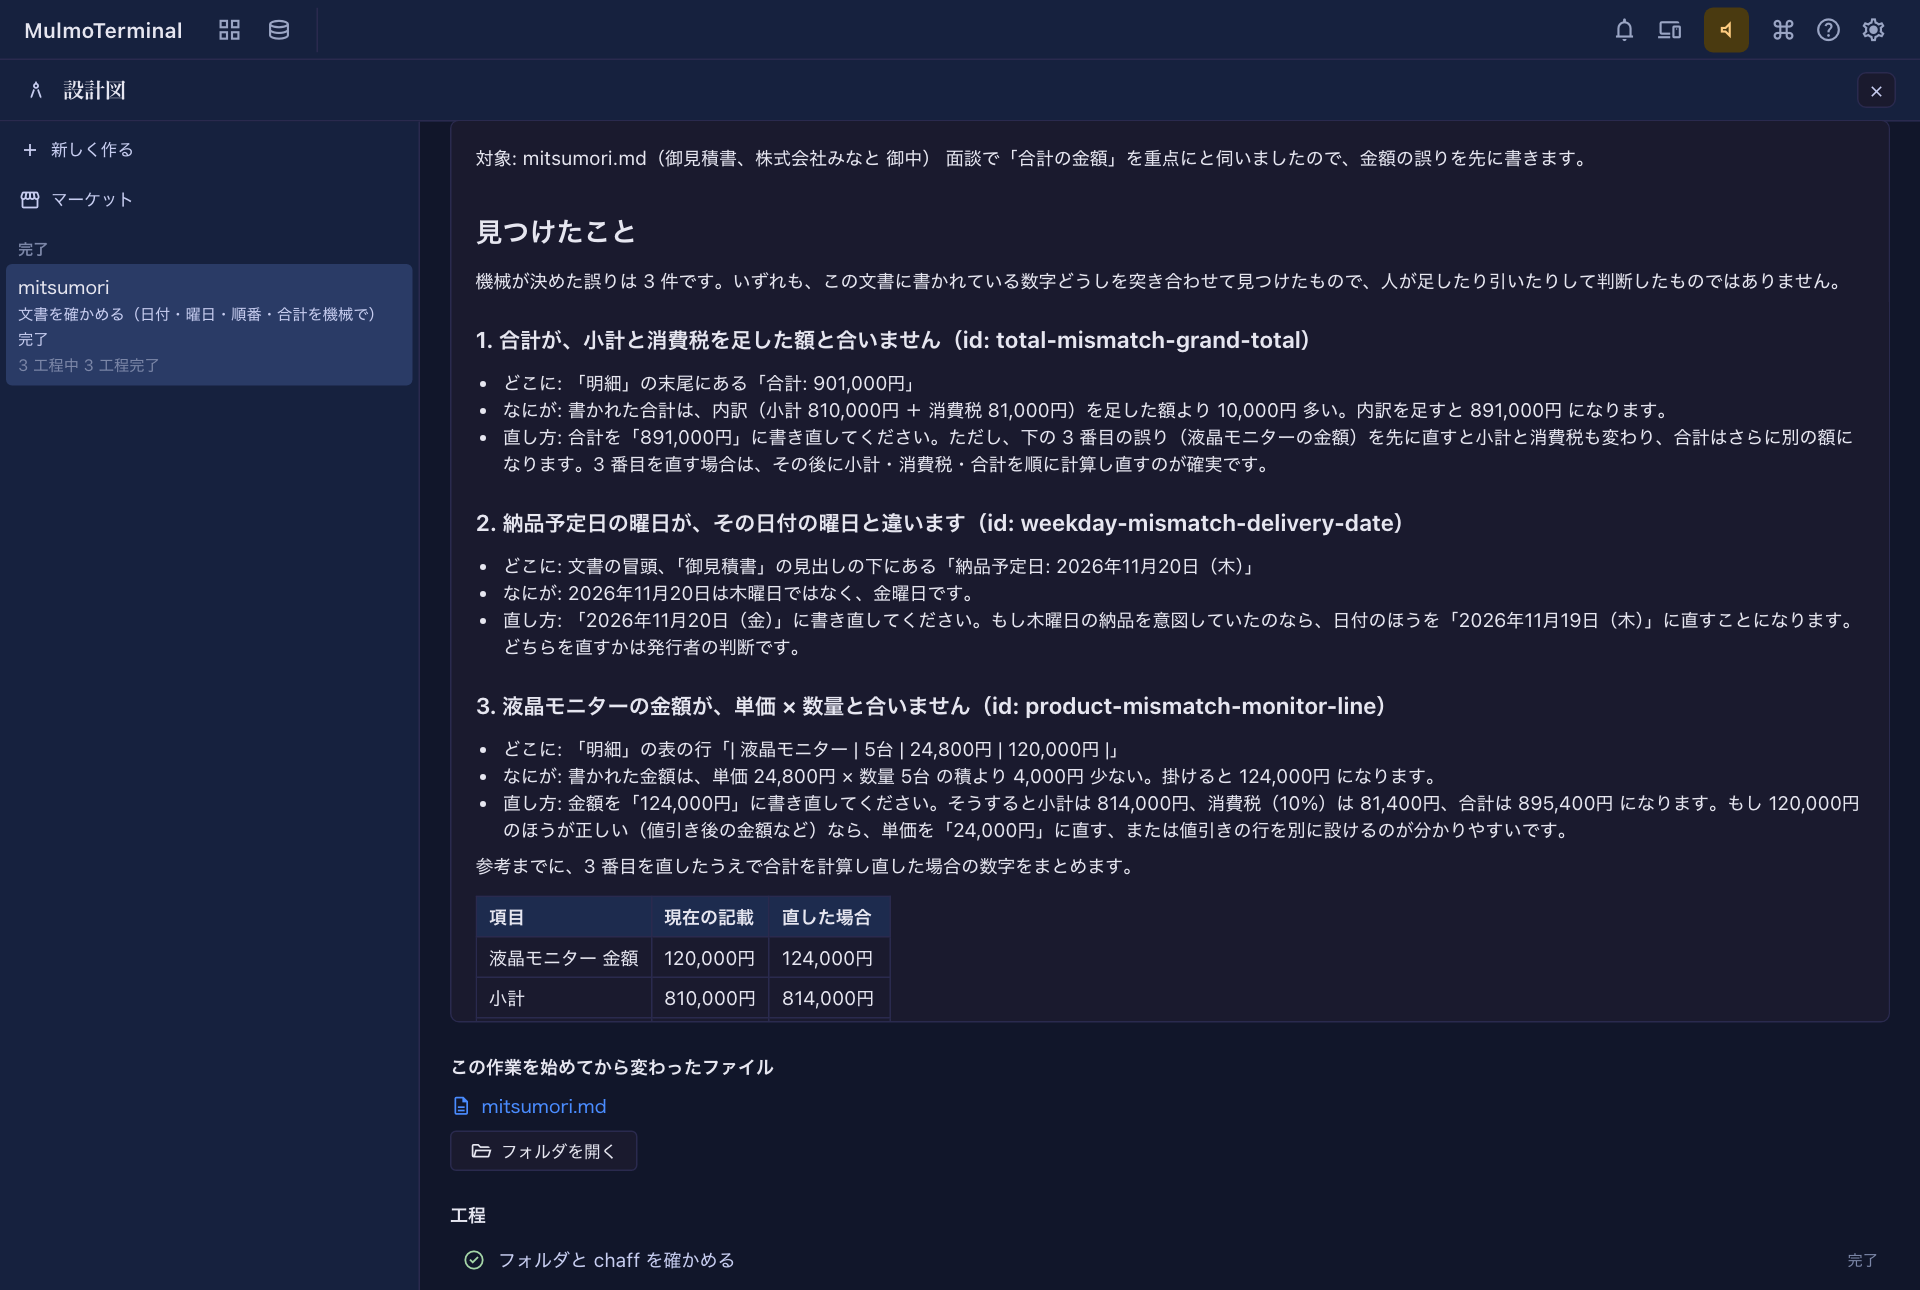 MulmoTerminal
設計図
新しく作る
マーケット
完了
mitsumori
文書を確かめる（日付・曜日・順番・合計を機械で）
完了
3 工程中 3 工程完了
対象: mitsumori.md（御見積書、株式会社みなと 御中） 面談で「合計の金額」を重点にと伺いましたので、金額の誤りを先に書きます。
見つけたこと
機械が決めた誤りは 3 件です。いずれも、この文書に書かれている数字どうしを突き合わせて見つけたもので、人が足したり引いたりして判断したものではありません。
1. 合計が、小計と消費税を足した額と合いません（id: total-mismatch-grand-total）
• どこに: 「明細」の末尾にある「合計: 901,000円」
• なにが: 書かれた合計は、内訳（小計 810,000円 ＋ 消費税 81,000円）を足した額より 10,000円 多い。内訳を足すと 891,000円 になります。
• 直し方: 合計を「891,000円」に書き直してください。ただし、下の 3 番目の誤り（液晶モニターの金額）を先に直すと小計と消費税も変わり、合計はさらに別の額に
なります。3 番目を直す場合は、その後に小計・消費税・合計を順に計算し直すのが確実です。
2. 納品予定日の曜日が、その日付の曜日と違います（id: weekday-mismatch-delivery-date）
• どこに: 文書の冒頭、「御見積書」の見出しの下にある「納品予定日: 2026年11月20日（木）」
• なにが: 2026年11月20日は木曜日ではなく、金曜日です。
• 直し方: 「2026年11月20日（金）」に書き直してください。もし木曜日の納品を意図していたのなら、日付のほうを「2026年11月19日（木）」に直すことになります。
どちらを直すかは発行者の判断です。
3. 液晶モニターの金額が、単価 × 数量と合いません（id: product-mismatch-monitor-line）
• どこに: 「明細」の表の行「| 液晶モニター | 5台 | 24,800円 | 120,000円 |」
• なにが: 書かれた金額は、単価 24,800円 × 数量 5台 の積より 4,000円 少ない。掛けると 124,000円 になります。
• 直し方: 金額を「124,000円」に書き直してください。そうすると小計は 814,000円、消費税（10%）は 81,400円、合計は 895,400円 になります。もし 120,000円
のほうが正しい（値引き後の金額など）なら、単価を「24,000円」に直す、または値引きの行を別に設けるのが分かりやすいです。
参考までに、3 番目を直したうえで合計を計算し直した場合の数字をまとめます。
項目 現在の記載 直した場合
液晶モニター 金額 120,000円 124,000円
小計 810,000円 814,000円
この作業を始めてから変わったファイル
mitsumori.md
フォルダを開く
工程
フォルダと chaff を確かめる 完了